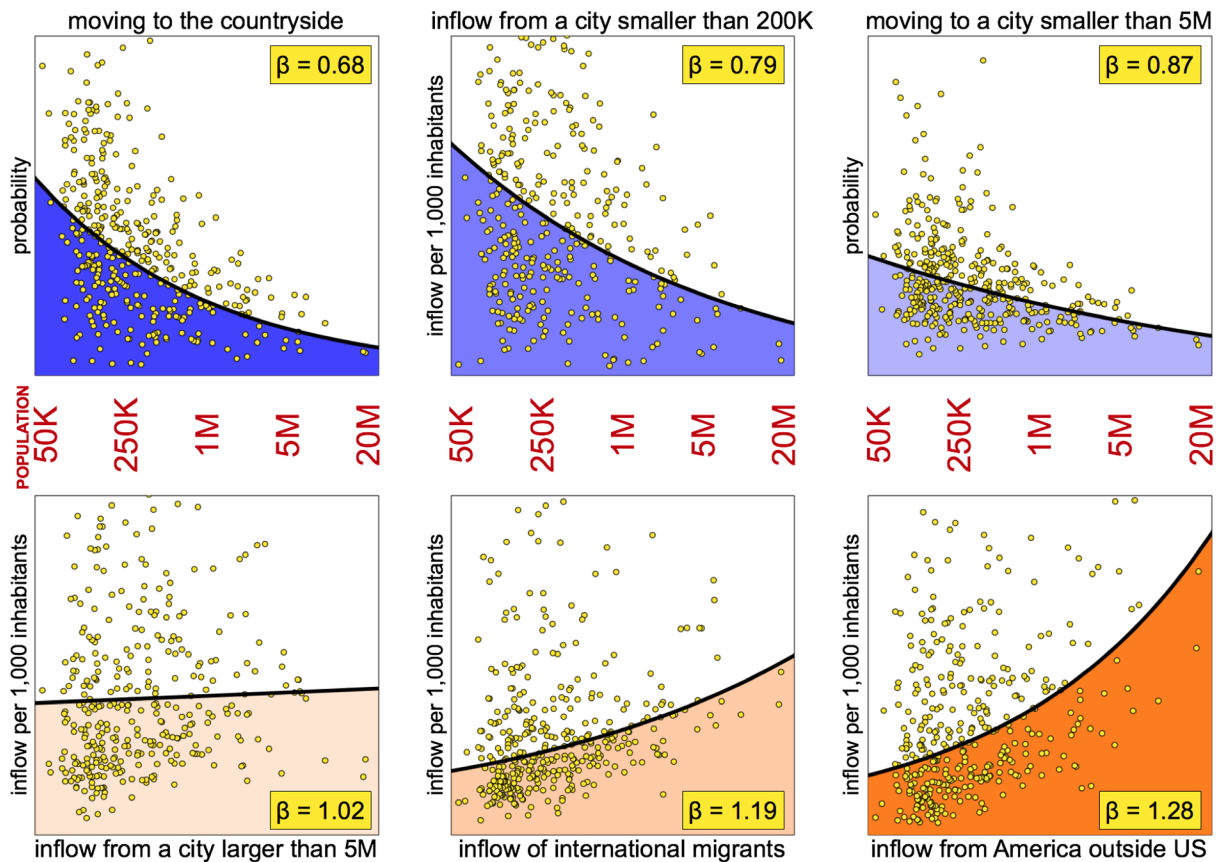 moving to the countryside
inflow from a city smaller than 200K
moving to a city smaller than 5M
β = 0.68
β = 0.79
β = 0.87
probability
inflow per 1,000 inhabitants
probability
POPULATION
50K
250K
1M
5M
20M
50K
250K
1M
5M
20M
50K
250K
1M
5M
20M
inflow per 1,000 inhabitants
inflow per 1,000 inhabitants
inflow per 1,000 inhabitants
β = 1.02
β = 1.19
β = 1.28
inflow from a city larger than 5M
inflow of international migrants
inflow from America outside US